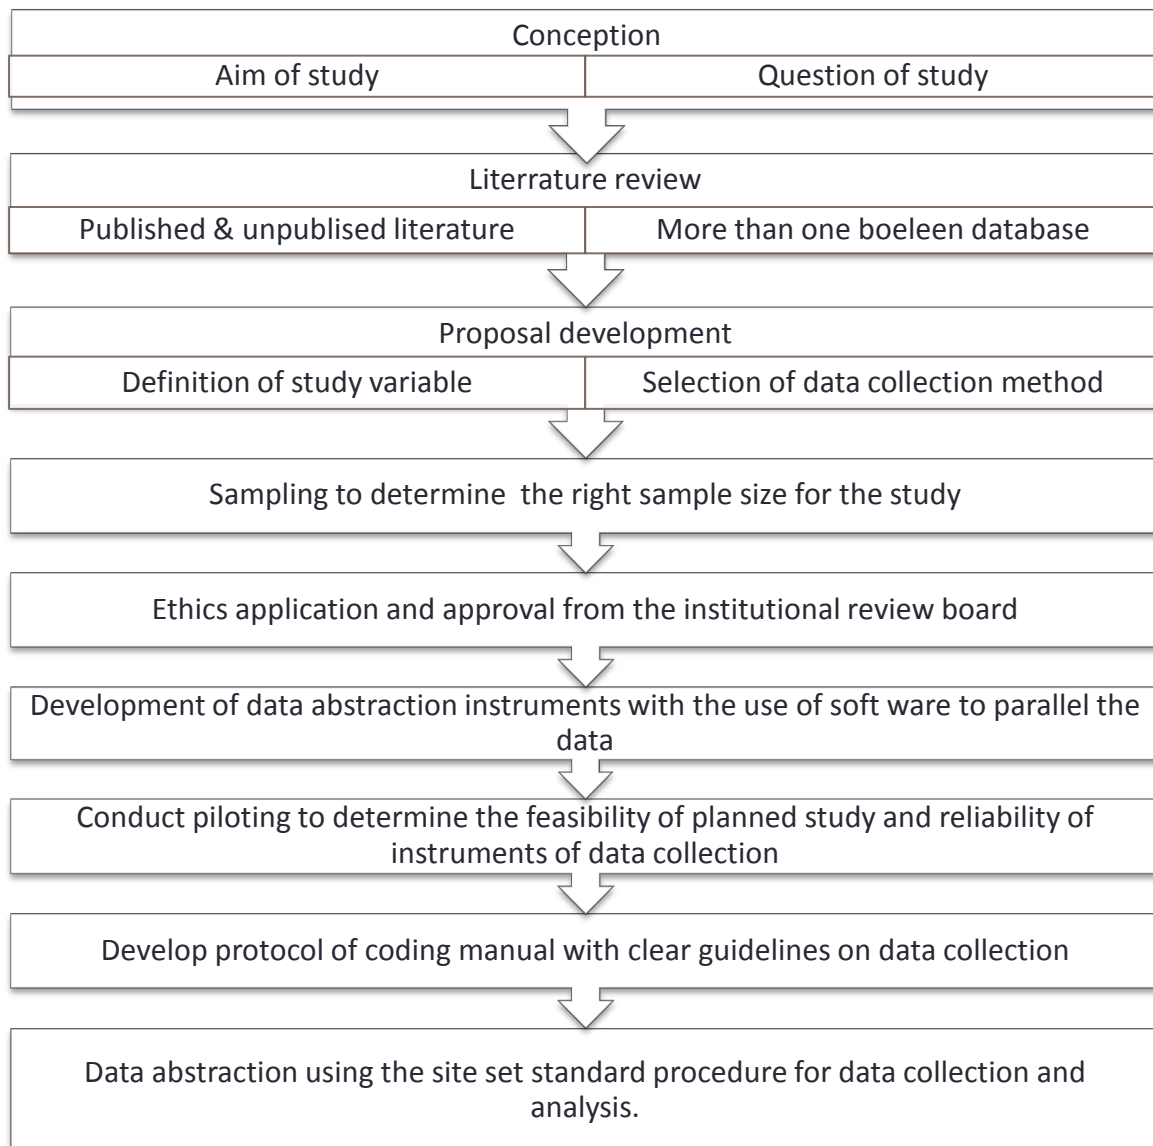 Conception
Aim of study
Question of study
Literrature review
Published & unpublised literature
More than one boeleen database
Proposal development
Definition of study variable
Selection of data collection method
Sampling to determine  the right sample size for the study
Ethics application and approval from the institutional review board
Development of data abstraction instruments with the use of soft ware to parallel the
data
Conduct piloting to determine the feasibility of planned study and reliability of
instruments of data collection
Develop protocol of coding manual with clear guidelines on data collection
Data abstraction using the site set standard procedure for data collection and
analysis.